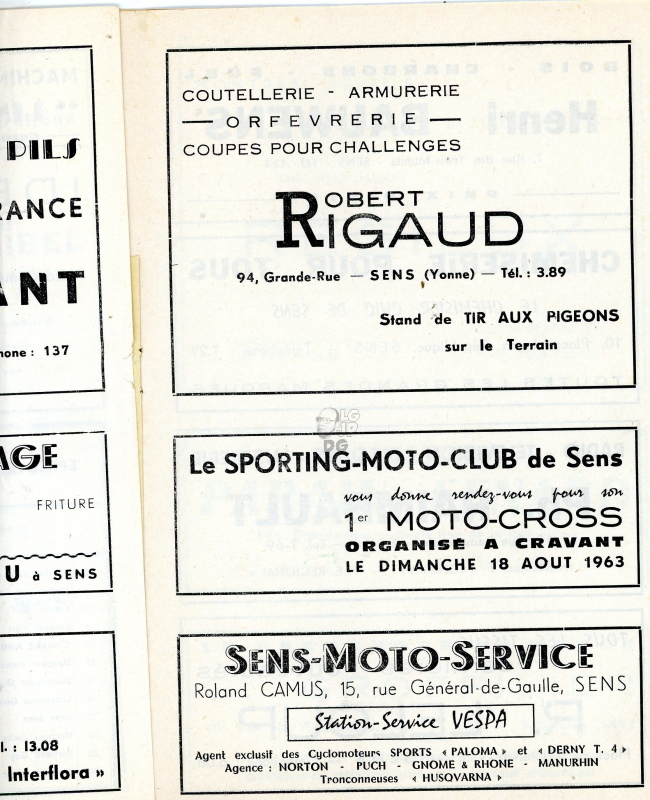 PILS
RANCE
ANT
hone : 137
AGE
FRITURE
U à SENS
l. : 13.08
Interflora »
COUTELLERIE - ARMURERIE
— ORFEVRERIE —
COUPES POUR CHALLENGES
ROBERT
RIGAUD
94, Grande-Rue — SENS (Yonne) — Tél. : 3.89
Stand de TIR AUX PIGEONS
sur le Terrain
Le SPORTING-MOTO-CLUB de Sens
vous donne rendez-vous pour son
1er MOTO-CROSS
ORGANISÉ A CRAVANT
LE DIMANCHE 18 AOUT 1963
SENS-MOTO-SERVICE
Roland CAMUS, 15, rue Général-de-Gaulle, SENS
Station-Service VESPA
Agent exclusif des Cyclomoteurs SPORTS « PALOMA » et « DERNY T. 4 »
Agence : NORTON - PUCH - GNOME & RHONE - MANURHIN
Tronconneuses « HUSQVARNA »